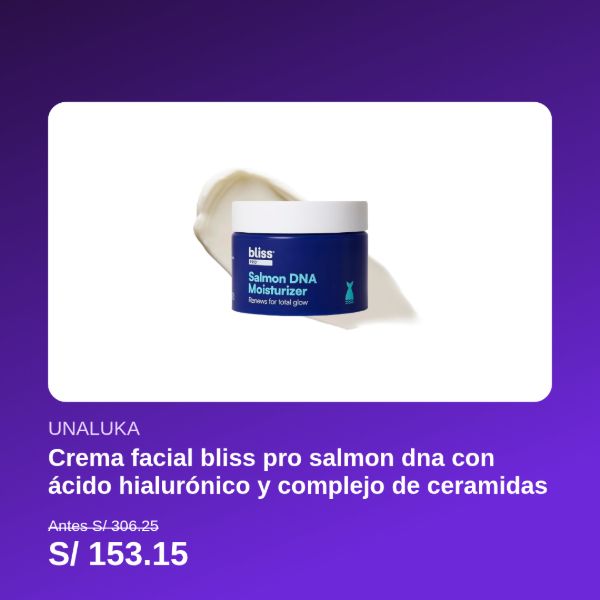 bliss
PRO
Salmon DNA
Moisturizer
Renews for total glow
UNALUKA
Crema facial bliss pro salmon dna con
ácido hialurónico y complejo de ceramidas
Antes S/ 306.25
S/ 153.15